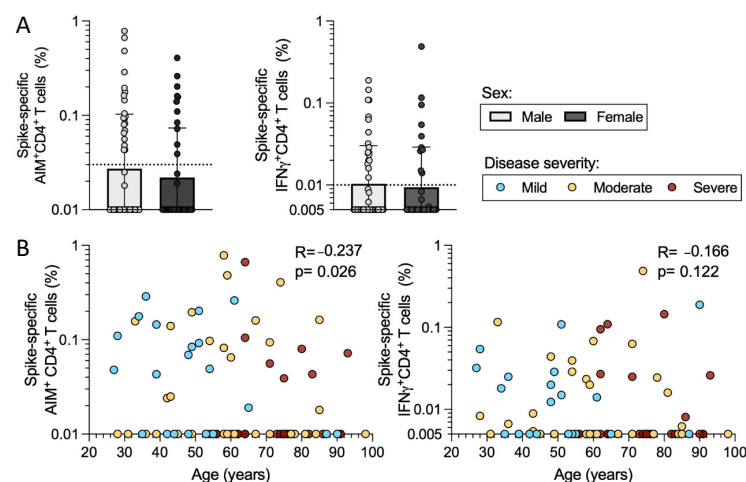 A
Spike-specific
AIM⁺CD4⁺ T cells (%)
1
0.1
0.01
Spike-specific
IFNγ⁺CD4⁺ T cells (%)
1
0.1
0.01
0.005
Sex:
Male Female
Disease severity:
Mild Moderate Severe
B
Spike-specific
AIM⁺ CD4⁺ T cells (%)
1
0.1
0.01
R= −0.237
p= 0.026
20 40 60 80 100
Age (years)
Spike-specific
IFNγ⁺CD4⁺ T cells (%)
1
0.1
0.01
0.005
R= −0.166
p= 0.122
20 30 40 50 60 70 80 90 100
Age (years)